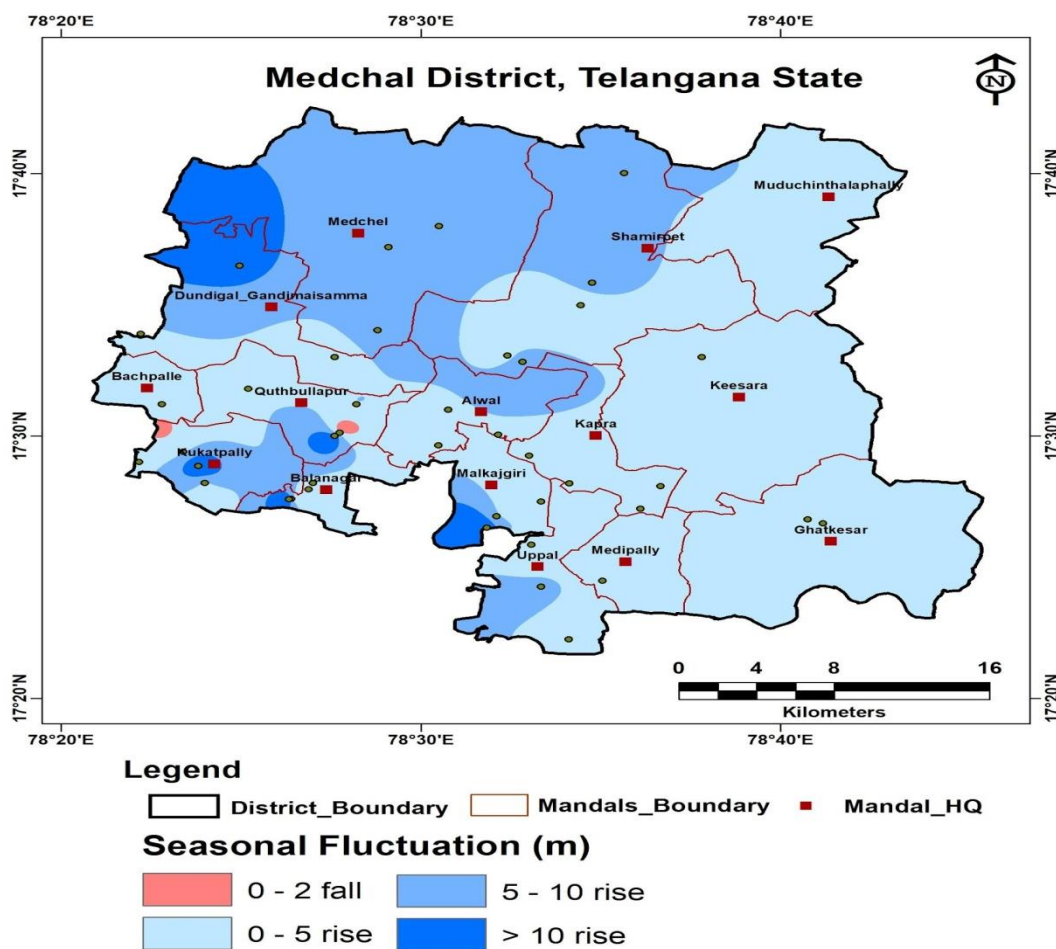 78°20'E 78°30'E 78°40'E
Medchal District, Telangana State
N
17°40'N 17°40'N
Muduchinthalaphally
Medchel
Shamirpet
Dundigal_Gandimaisamma
Bachpalle
Quthbullapur
Keesara
Alwal
Kapra
17°30'N 17°30'N
Kukatpally
Balanagar
Malkajgiri
Ghatkesar
Uppal
Medipally
0 4 8 16
Kilometers
17°20'N 17°20'N
78°20'E 78°30'E 78°40'E
Legend
District_Boundary Mandals_Boundary Mandal_HQ
Seasonal Fluctuation (m)
0 - 2 fall 5 - 10 rise
0 - 5 rise > 10 rise